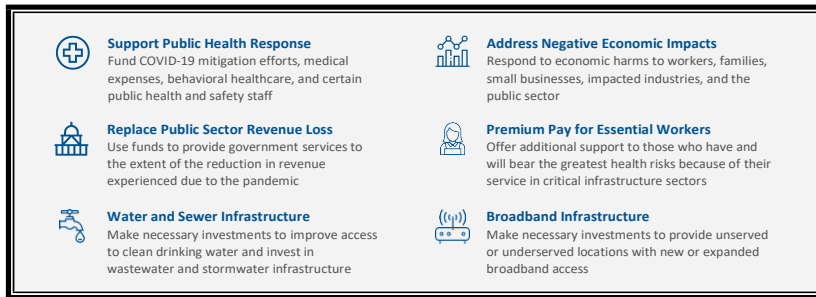 Support Public Health Response
Fund COVID-19 mitigation efforts, medical
expenses, behavioral healthcare, and certain
public health and safety staff
Address Negative Economic Impacts
Respond to economic harms to workers, families,
small businesses, impacted industries, and the
public sector
Replace Public Sector Revenue Loss
Use funds to provide government services to
the extent of the reduction in revenue
experienced due to the pandemic
Premium Pay for Essential Workers
Offer additional support to those who have and
will bear the greatest health risks because of their
service in critical infrastructure sectors
Water and Sewer Infrastructure
Make necessary investments to improve access
to clean drinking water and invest in
wastewater and stormwater infrastructure
Broadband Infrastructure
Make necessary investments to provide unserved
or underserved locations with new or expanded
broadband access